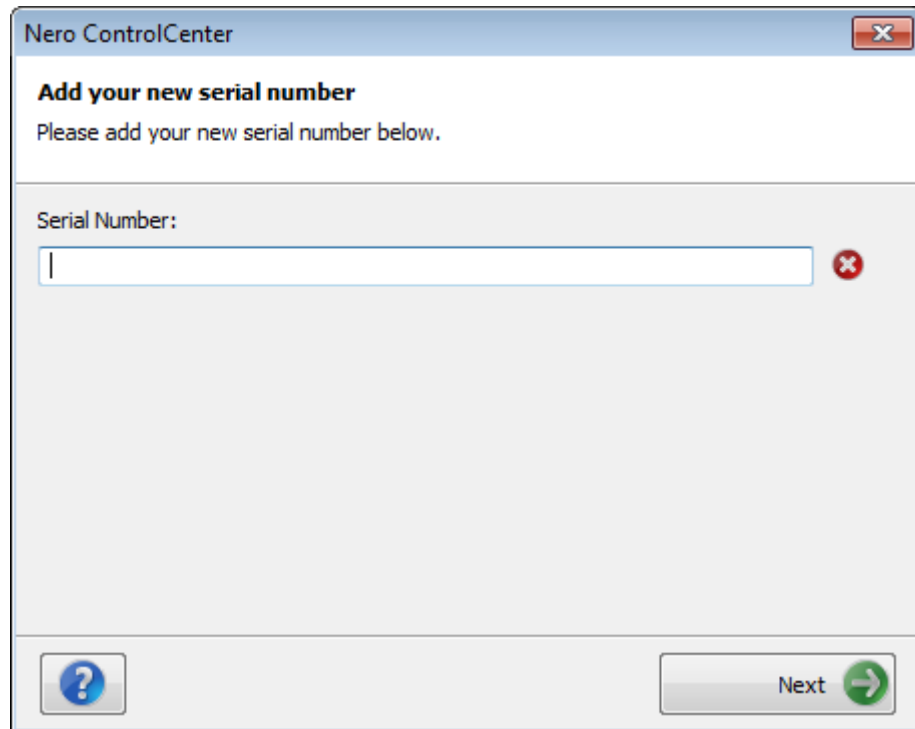 Nero ControlCenter
Add your new serial number
Please add your new serial number below.
Serial Number:
Next